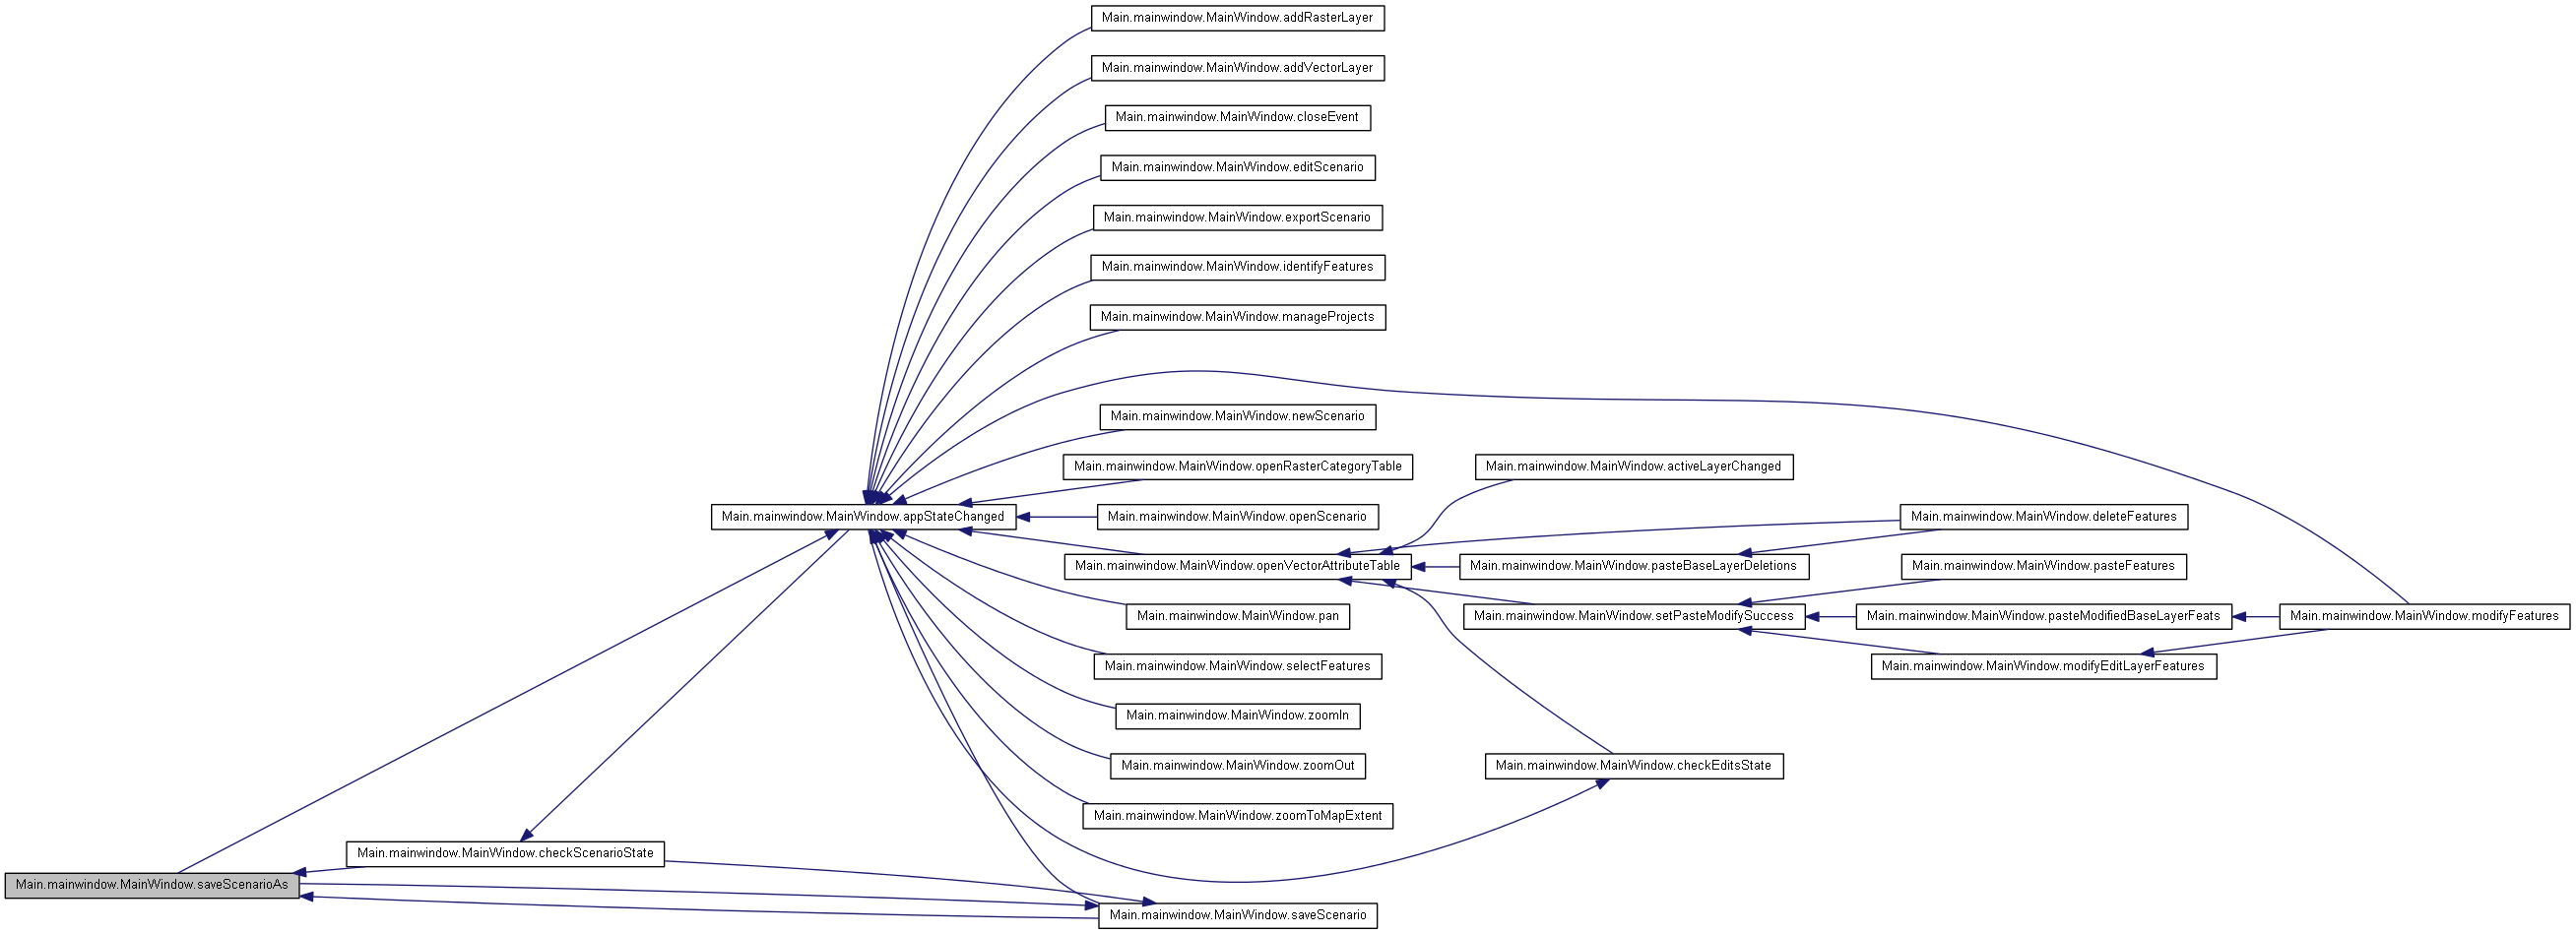 Main.mainwindow.MainWindow.addRasterLayer
Main.mainwindow.MainWindow.addVectorLayer
Main.mainwindow.MainWindow.closeEvent
Main.mainwindow.MainWindow.editScenario
Main.mainwindow.MainWindow.exportScenario
Main.mainwindow.MainWindow.identifyFeatures
Main.mainwindow.MainWindow.manageProjects
Main.mainwindow.MainWindow.newScenario
Main.mainwindow.MainWindow.openRasterCategoryTable
Main.mainwindow.MainWindow.activeLayerChanged
Main.mainwindow.MainWindow.appStateChanged
Main.mainwindow.MainWindow.openScenario
Main.mainwindow.MainWindow.deleteFeatures
Main.mainwindow.MainWindow.openVectorAttributeTable
Main.mainwindow.MainWindow.pasteBaseLayerDeletions
Main.mainwindow.MainWindow.pasteFeatures
Main.mainwindow.MainWindow.pan
Main.mainwindow.MainWindow.setPasteModifySuccess
Main.mainwindow.MainWindow.pasteModifiedBaseLayerFeats
Main.mainwindow.MainWindow.modifyFeatures
Main.mainwindow.MainWindow.selectFeatures
Main.mainwindow.MainWindow.modifyEditLayerFeatures
Main.mainwindow.MainWindow.zoomIn
Main.mainwindow.MainWindow.zoomOut
Main.mainwindow.MainWindow.checkEditsState
Main.mainwindow.MainWindow.zoomToMapExtent
Main.mainwindow.MainWindow.checkScenarioState
Main.mainwindow.MainWindow.saveScenarioAs
Main.mainwindow.MainWindow.saveScenario